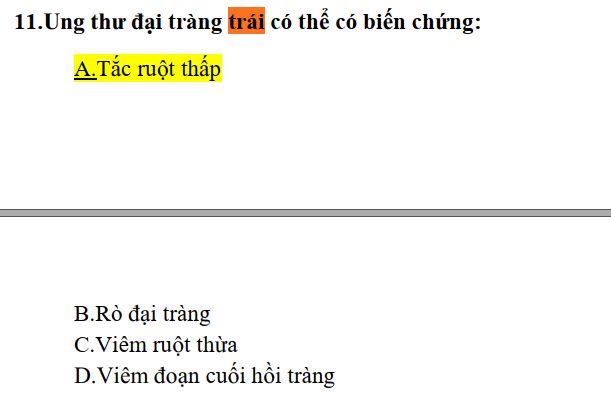 11.Ung thư đại tràng trái có thể có biến chứng:
A.Tắc ruột thấp
B.Rò đại tràng
C.Viêm ruột thừa
D.Viêm đoạn cuối hồi tràng